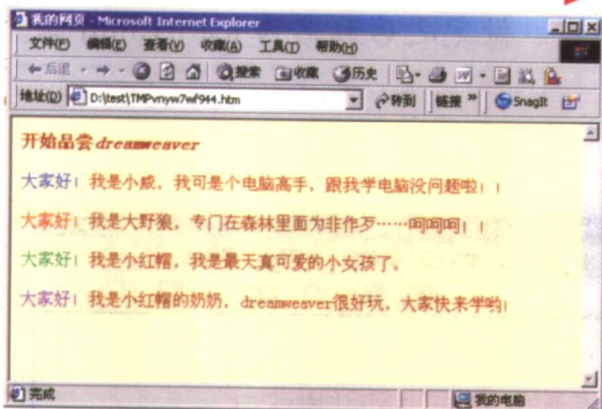 我的网页 - Microsoft Internet Explorer
文件(F) 编辑(E) 查看(V) 收藏(A) 工具(T) 帮助(H)
后退 搜索 收藏 历史
地址(D) D:\test\TMPvnyw7wf944.htm 转到 链接 » SnagIt
开始品尝dreamweaver
大家好！我是小威，我可是个电脑高手，跟我学电脑没问题啦！！
大家好！我是大野狼，专门在森林里面为非作歹……呵呵呵！！
大家好！我是小红帽，我是最天真可爱的小女孩了，
大家好！我是小红帽的奶奶，dreamweaver很好玩，大家快来学哟！
完成 我的电脑